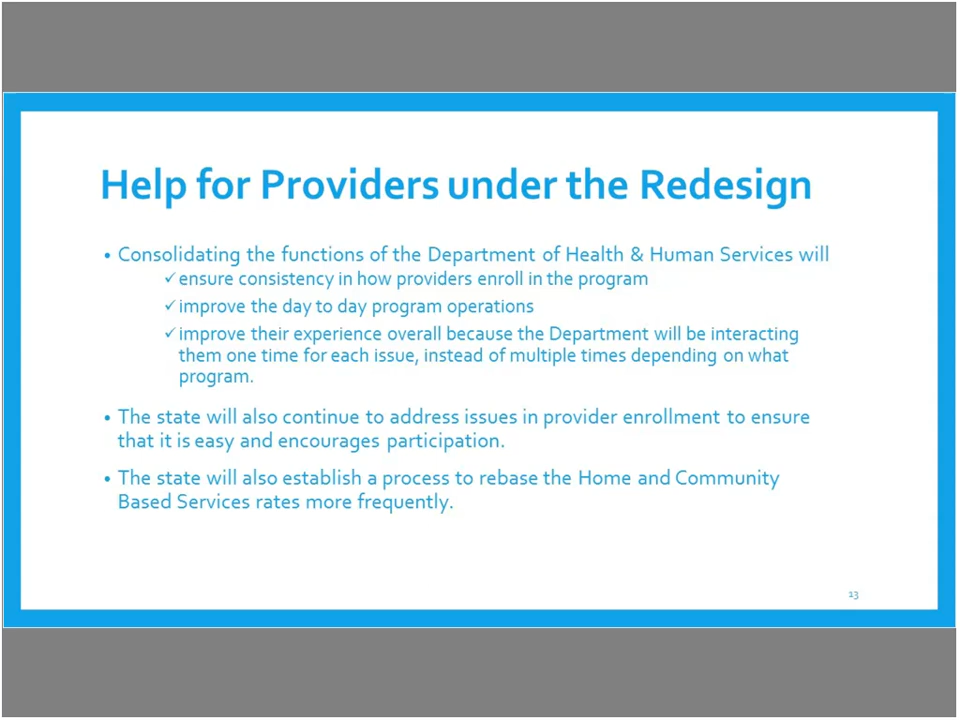 Help for Providers under the Redesign
• Consolidating the functions of the Department of Health & Human Services will
✓ ensure consistency in how providers enroll in the program
✓ improve the day to day program operations
✓ improve their experience overall because the Department will be interacting
them one time for each issue, instead of multiple times depending on what
program.
• The state will also continue to address issues in provider enrollment to ensure
that it is easy and encourages participation.
• The state will also establish a process to rebase the Home and Community
Based Services rates more frequently.
13